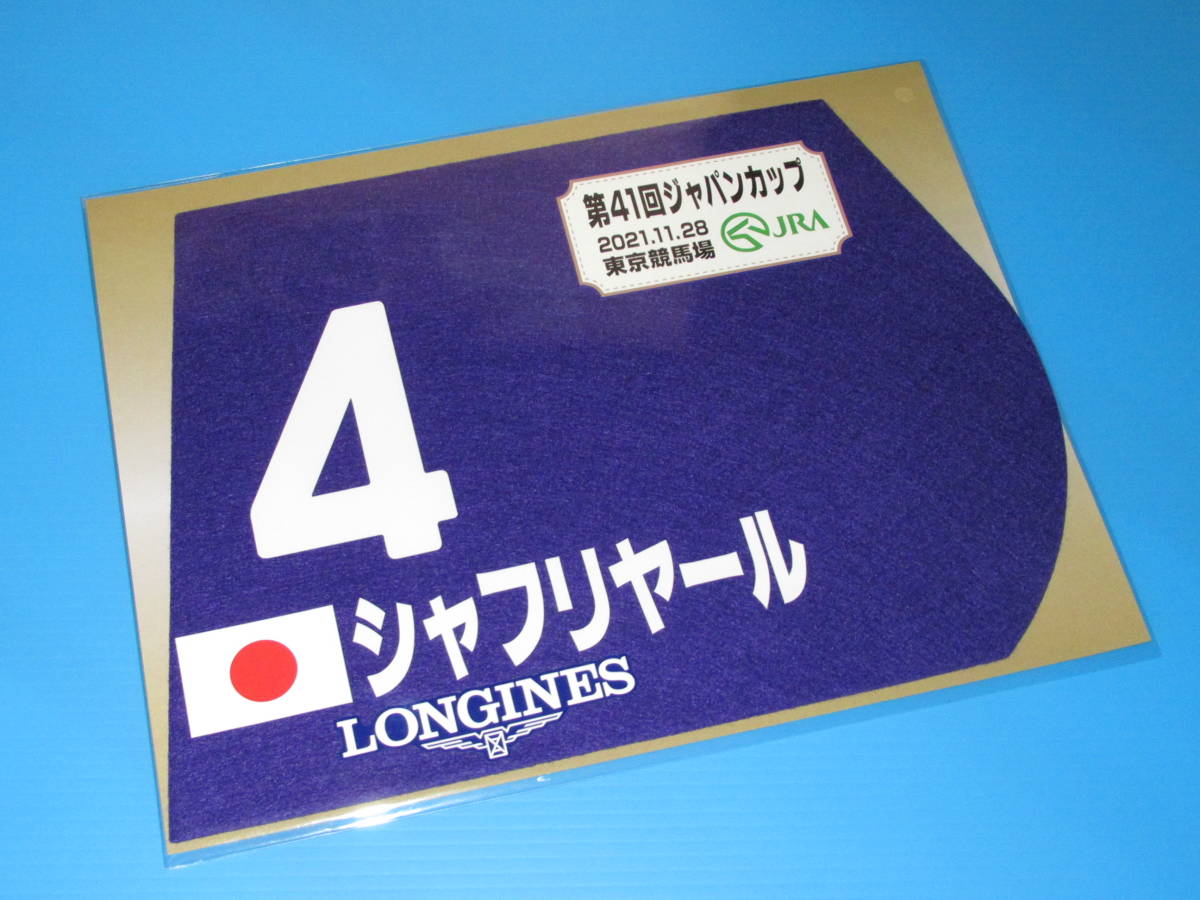 第41回ジャパンカップ
2021.11.28
東京競馬場
JRA
4
シャフリヤール
LONGINES